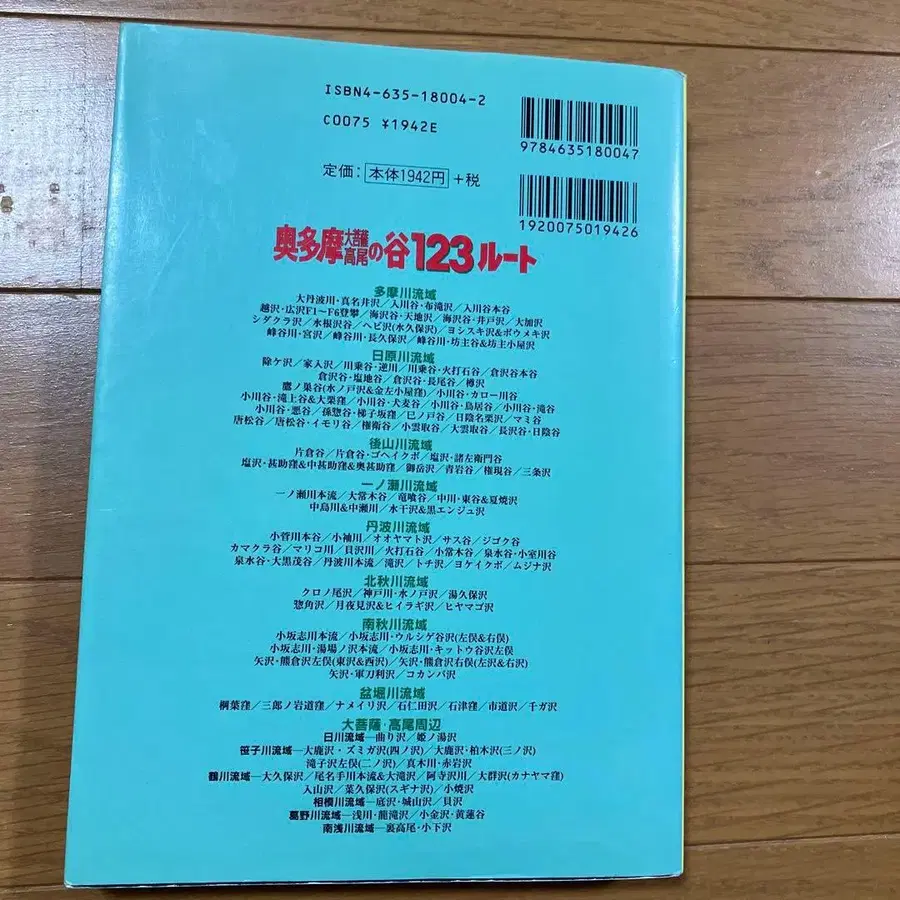 ISBN4-635-18004-2
C0075 ¥1942E
9784635180047
定価: 本体1942円 +税
1920075019426
奥多摩大菩薩高尾の谷123ルート
多摩川流域
大丹波川・真名井沢/入川谷・布滝沢/入川谷本谷
越沢・広沢F1〜F6登攀/海沢谷・天地沢/海沢谷・井戸沢/大加沢
シダクラ沢/水根沢谷/ヘビ沢(水久保沢)/ヨシスキ沢&ボウメキ沢
峰谷川・宮沢/峰谷川・長久保沢/峰谷川・坊主谷&坊主小屋沢
日原川流域
除ケ沢/家入沢/川乗谷・逆川/川乗谷・火打石谷/倉沢谷本谷
倉沢谷・塩地谷/倉沢谷・長尾谷/樽沢
鷹ノ巣谷(水ノ戸沢&金左小屋窪)/小川谷・カロー川谷
小川谷・滝上谷&大栗窪/小川谷・犬麦谷/小川谷・鳥居谷/小川谷・滝谷
小川谷・悪谷/孫惣谷・梯子坂窪/巳ノ戸谷/日陰名栗沢/マミ谷
唐松谷/唐松谷・イモリ谷/権衛谷/小雲取谷/大雲取谷/長沢谷・日陰谷
後山川流域
片倉谷/片倉谷・ゴヘイクボ/塩沢・諸左衛門谷
塩沢・甚助窪&中甚助窪&奥甚助窪/御岳沢/青岩谷/権現谷/三条沢
一ノ瀬川流域
一ノ瀬川本流/大常木谷/竜喰谷/中川・東谷&夏焼沢
中島川&中瀬川/水干沢&黒エンジュ沢
丹波川流域
小菅川本谷/小袖川/オオヤマト沢/サス谷/ジゴク谷
カマクラ谷/マリコ川/貝沢川/火打石谷/小常木谷/泉水谷・小室川谷
泉水谷・大黒茂谷/丹波川本流/滝沢/トチ沢/ヨケイクボ/ムジナ沢
北秋川流域
クロノ尾沢/神戸川・水ノ戸沢/湯久保沢
惣角沢/月夜見沢&ヒイラギ沢/ヒヤマゴ沢
南秋川流域
小坂志川本流/小坂志川・ウルシゲ谷沢(左俣&右俣)
小坂志川・湯場ノ沢本流/小坂志川・キットウ谷沢左俣
矢沢・熊倉沢左俣(東沢&西沢)/矢沢・熊倉沢右俣(左沢&右沢)
矢沢・軍刀利沢/コカンバ沢
盆堀川流域
桐葉窪/三郎ノ岩道窪/ナメイリ沢/石仁田沢/石津窪/市道沢/千ガ沢
大菩薩・高尾周辺
日川流域—曲り沢/姫ノ湯沢
笹子川流域—大鹿沢・ズミガ沢(四ノ沢)/大鹿沢・柏木沢(三ノ沢)
滝子沢左俣(二ノ沢)/真木川・赤岩沢
鶴川流域—大久保沢/尾名手川本流&大滝沢/阿寺沢川/大群沢(カナヤマ窪)
入山沢/菜久保沢(スギナ沢)/小焼沢
相模川流域—底沢・城山沢/貝沢
葛野川流域—浅川・龍滝沢/小金沢・黄蓮谷
南浅川流域—裏高尾・小下沢